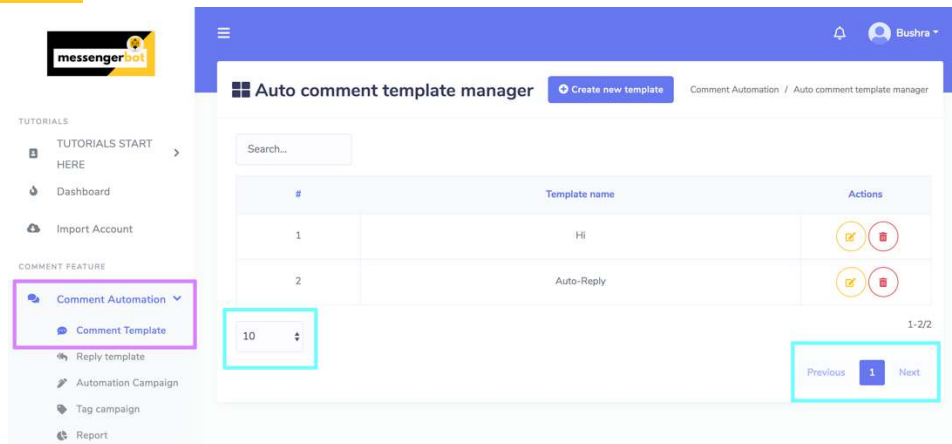 messengerbot
Bushra
Auto comment template manager
Create new template
Comment Automation / Auto comment template manager
TUTORIALS
TUTORIALS START
HERE
Dashboard
Import Account
COMMENT FEATURE
Comment Automation
Comment Template
Reply template
Automation Campaign
Tag campaign
Report
Search...
# Template name Actions
1 Hi
2 Auto-Reply
10
1-2/2
Previous 1 Next